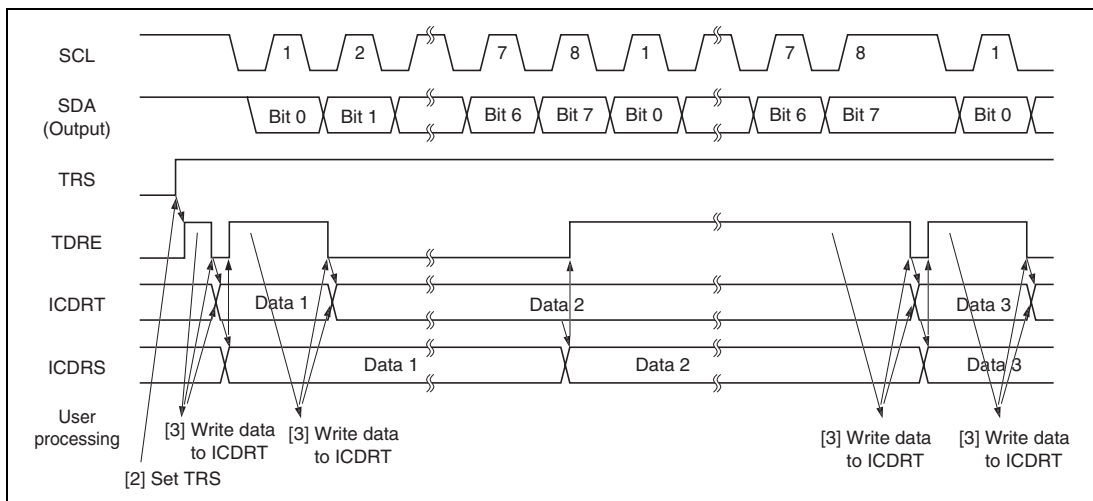 SCL
1
2
7
8
1
7
8
1
SDA
(Output)
Bit 0
Bit 1
Bit 6
Bit 7
Bit 0
Bit 6
Bit 7
Bit 0
TRS
TDRE
ICDRT
Data 1
Data 2
Data 3
ICDRS
Data 1
Data 2
Data 3
User
processing
[3] Write data
to ICDRT
[3] Write data
to ICDRT
[3] Write data
to ICDRT
[3] Write data
to ICDRT
[2] Set TRS